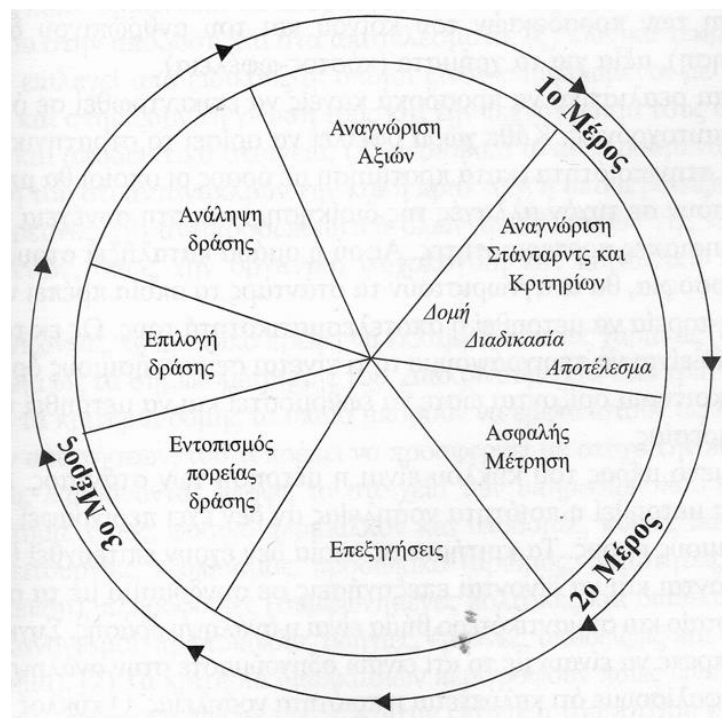 1ο Μέρος
Αναγνώριση
Αξιών
Αναγνώριση
Στάνταρντς και
Κριτηρίων
Δομή
Διαδικασία
Αποτέλεσμα
Ασφαλής
Μέτρηση
2ο Μέρος
Επεξηγήσεις
Εντοπισμός
πορείας
δράσης
3ο Μέρος
Επιλογή
δράσης
Ανάληψη
δράσης